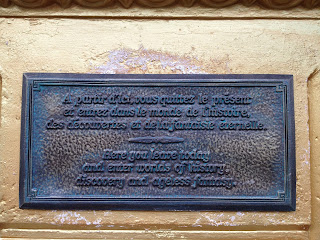 A partir d'ici, vous quittez le présent
et entrez dans le monde de l'histoire,
des découvertes et de la fantaisie éternelle.
Here you leave today
and enter worlds of history,
discovery and ageless fantasy.